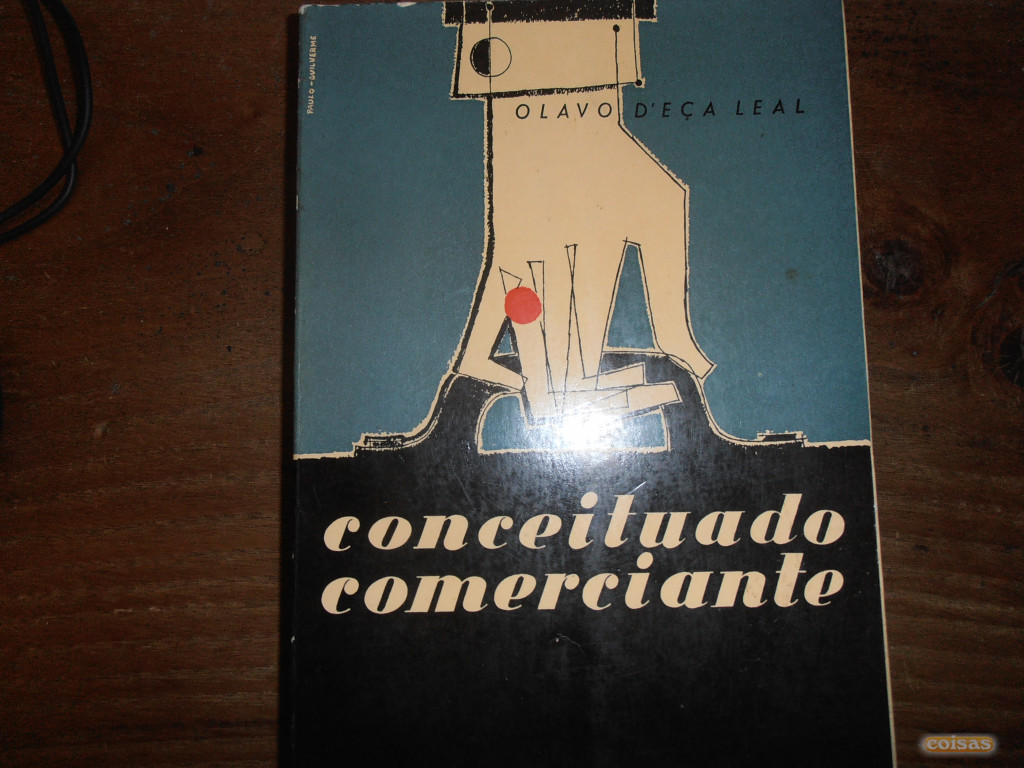 PAULO-GUILHERME
OLAVO D'EÇA LEAL
conceituado
comerciante
coisas